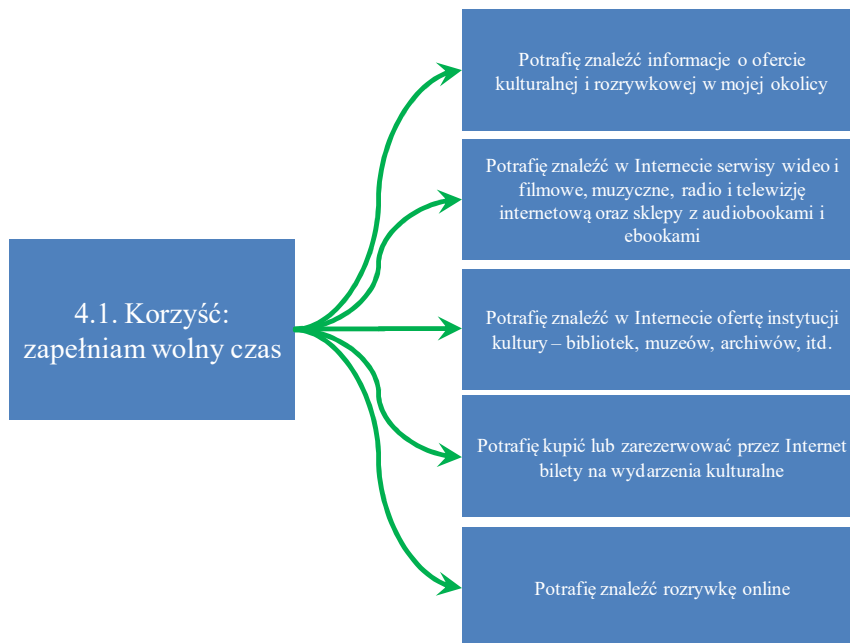 4.1. Korzyść:
zapełniam wolny czas
Potrafię znaleźć informacje o ofercie
kulturalnej i rozrywkowej w mojej okolicy
Potrafię znaleźć w Internecie serwisy wideo i
filmowe, muzyczne, radio i telewizję
internetową oraz sklepy z audiobookami i
ebookami
Potrafię znaleźć w Internecie ofertę instytucji
kultury – bibliotek, muzeów, archiwów, itd.
Potrafię kupić lub zarezerwować przez Internet
bilety na wydarzenia kulturalne
Potrafię znaleźć rozrywkę online